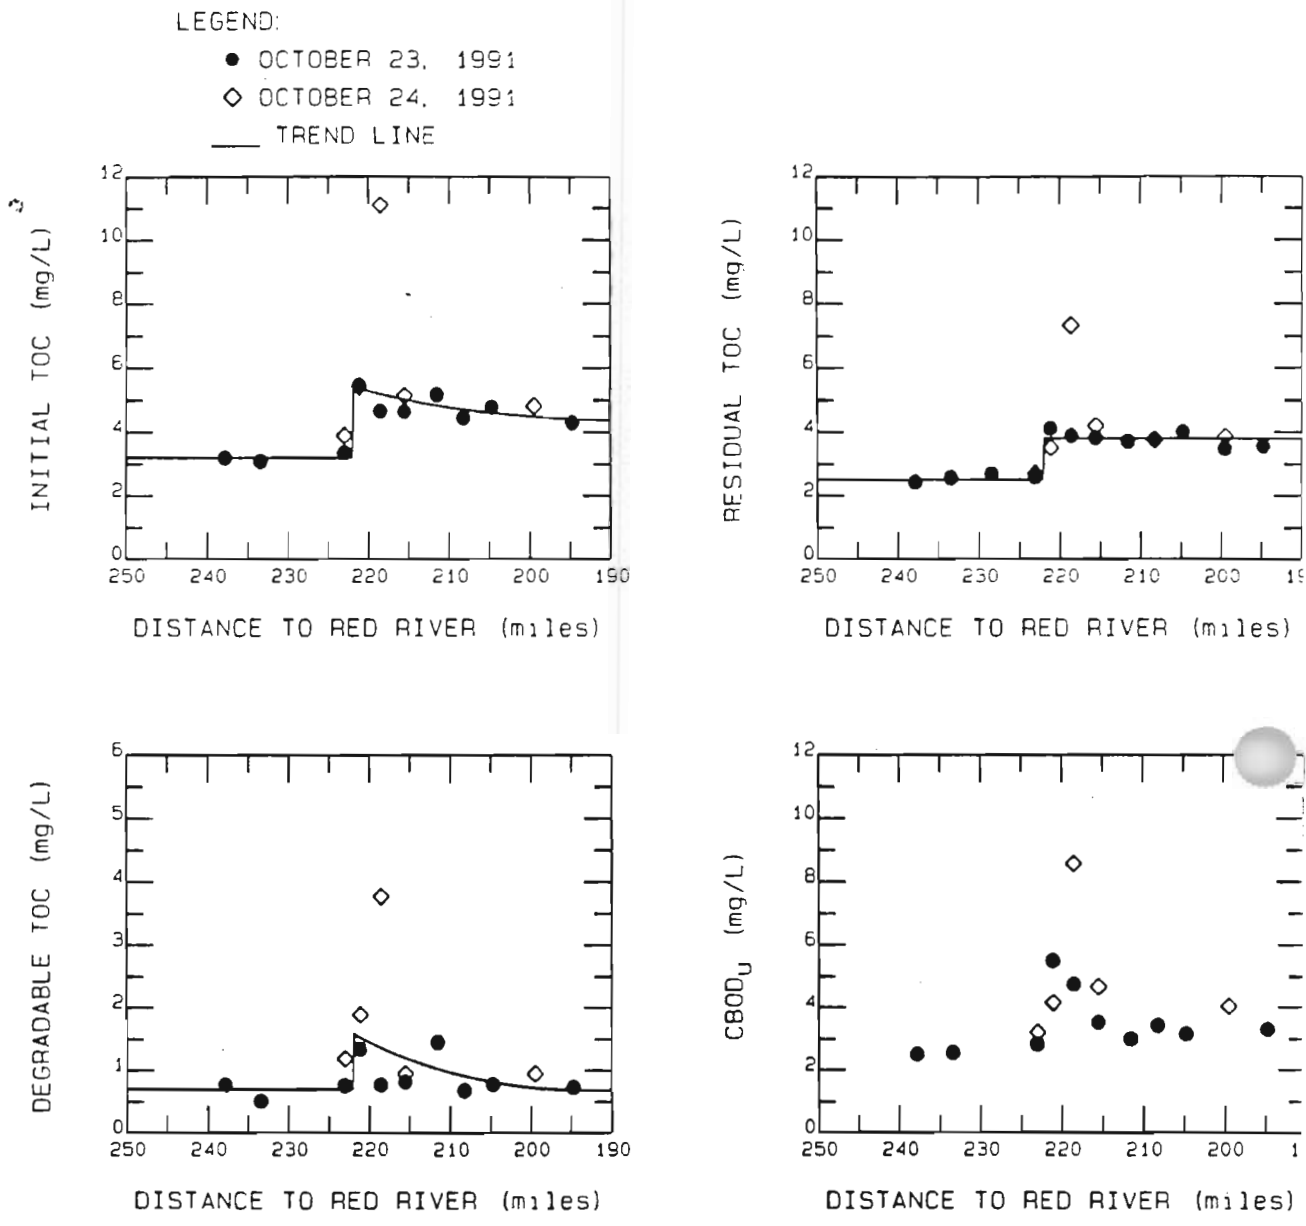 LEGEND:
● OCTOBER 23, 1991
◇ OCTOBER 24, 1991
TREND LINE
INITIAL TOC (mg/L)
12
10
8
6
4
2
0
250 240 230 220 210 200 190
DISTANCE TO RED RIVER (miles)
RESIDUAL TOC (mg/L)
12
10
8
6
4
2
0
250 240 230 220 210 200 19
DISTANCE TO RED RIVER (miles)
DEGRADABLE TOC (mg/L)
6
5
4
3
2
1
0
250 240 230 220 210 200 190
DISTANCE TO RED RIVER (miles)
CBODU (mg/L)
12
10
8
6
4
2
0
250 240 230 220 210 200 1
DISTANCE TO RED RIVER (miles)